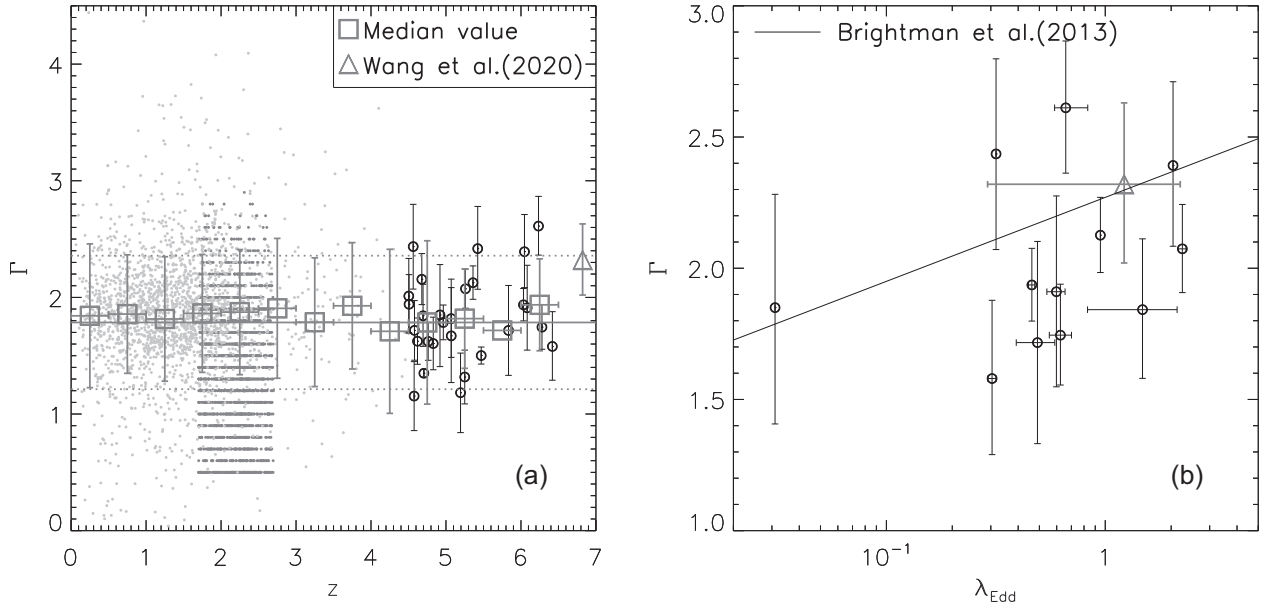 Median value
Wang et al.(2020)
Γ
4
3
2
1
0
0 1 2 3 4 5 6 7
z
(a)
Brightman et al.(2013)
Γ
3.0
2.5
2.0
1.5
1.0
10⁻¹ 1
λEdd
(b)